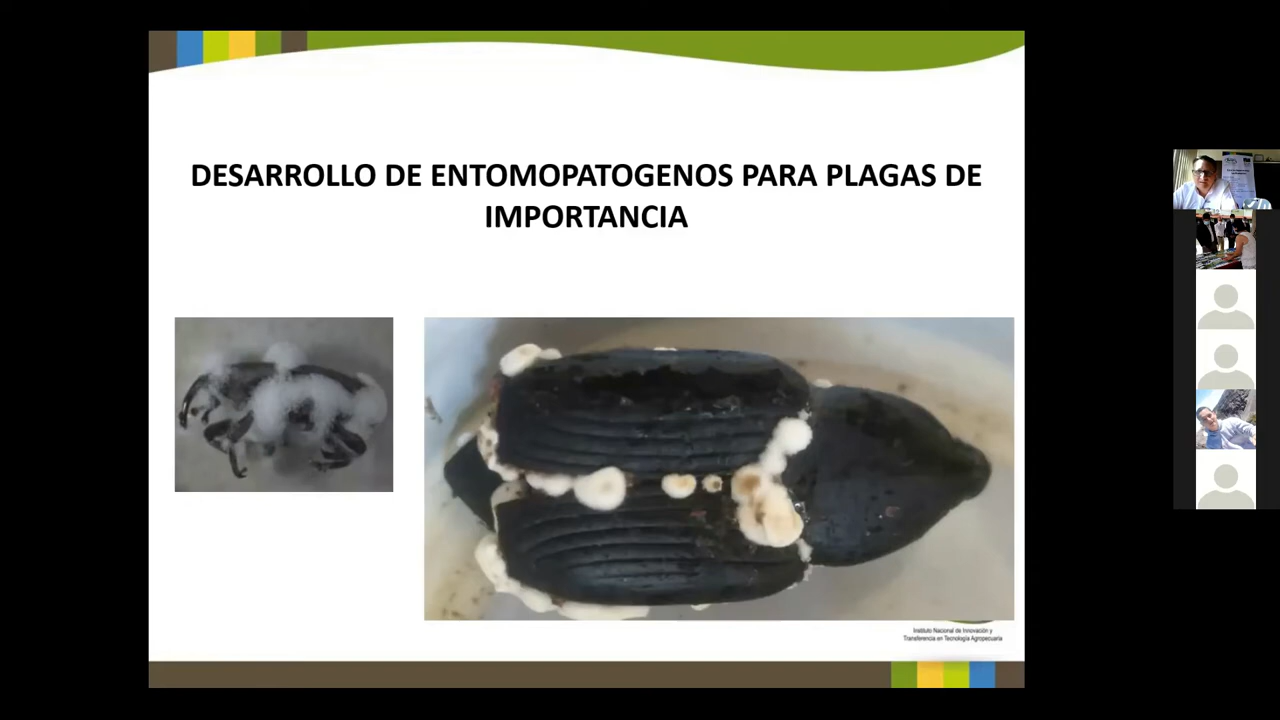 DESARROLLO DE ENTOMOPATOGENOS PARA PLAGAS DE
IMPORTANCIA
Instituto Nacional de Innovación y
Transferencia en Tecnología Agropecuaria